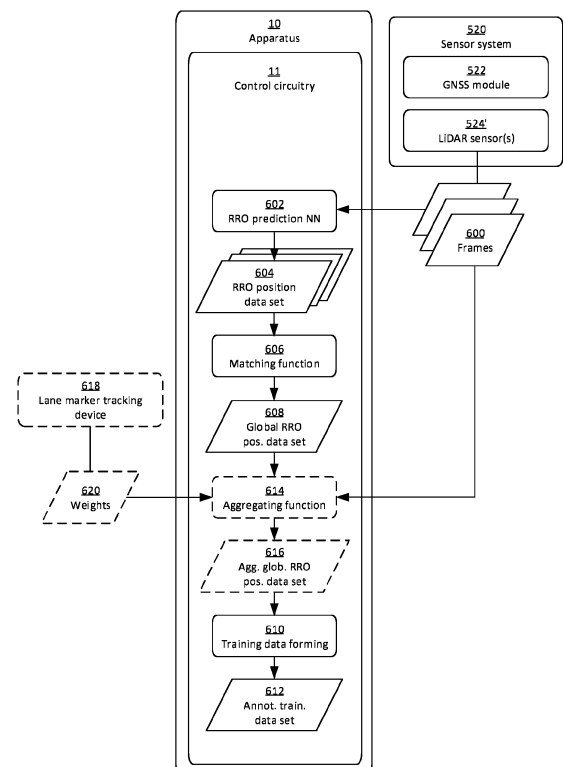 10
Apparatus
11
Control circuitry
520
Sensor system
522
GNSS module
524'
LiDAR sensor(s)
602
RRO prediction NN
600
Frames
604
RRO position
data set
606
Matching function
618
Lane marker tracking
device
608
Global RRO
pos. data set
620
Weights
614
Aggregating function
616
Agg. glob. RRO
pos. data set
610
Training data forming
612
Annot. train.
data set